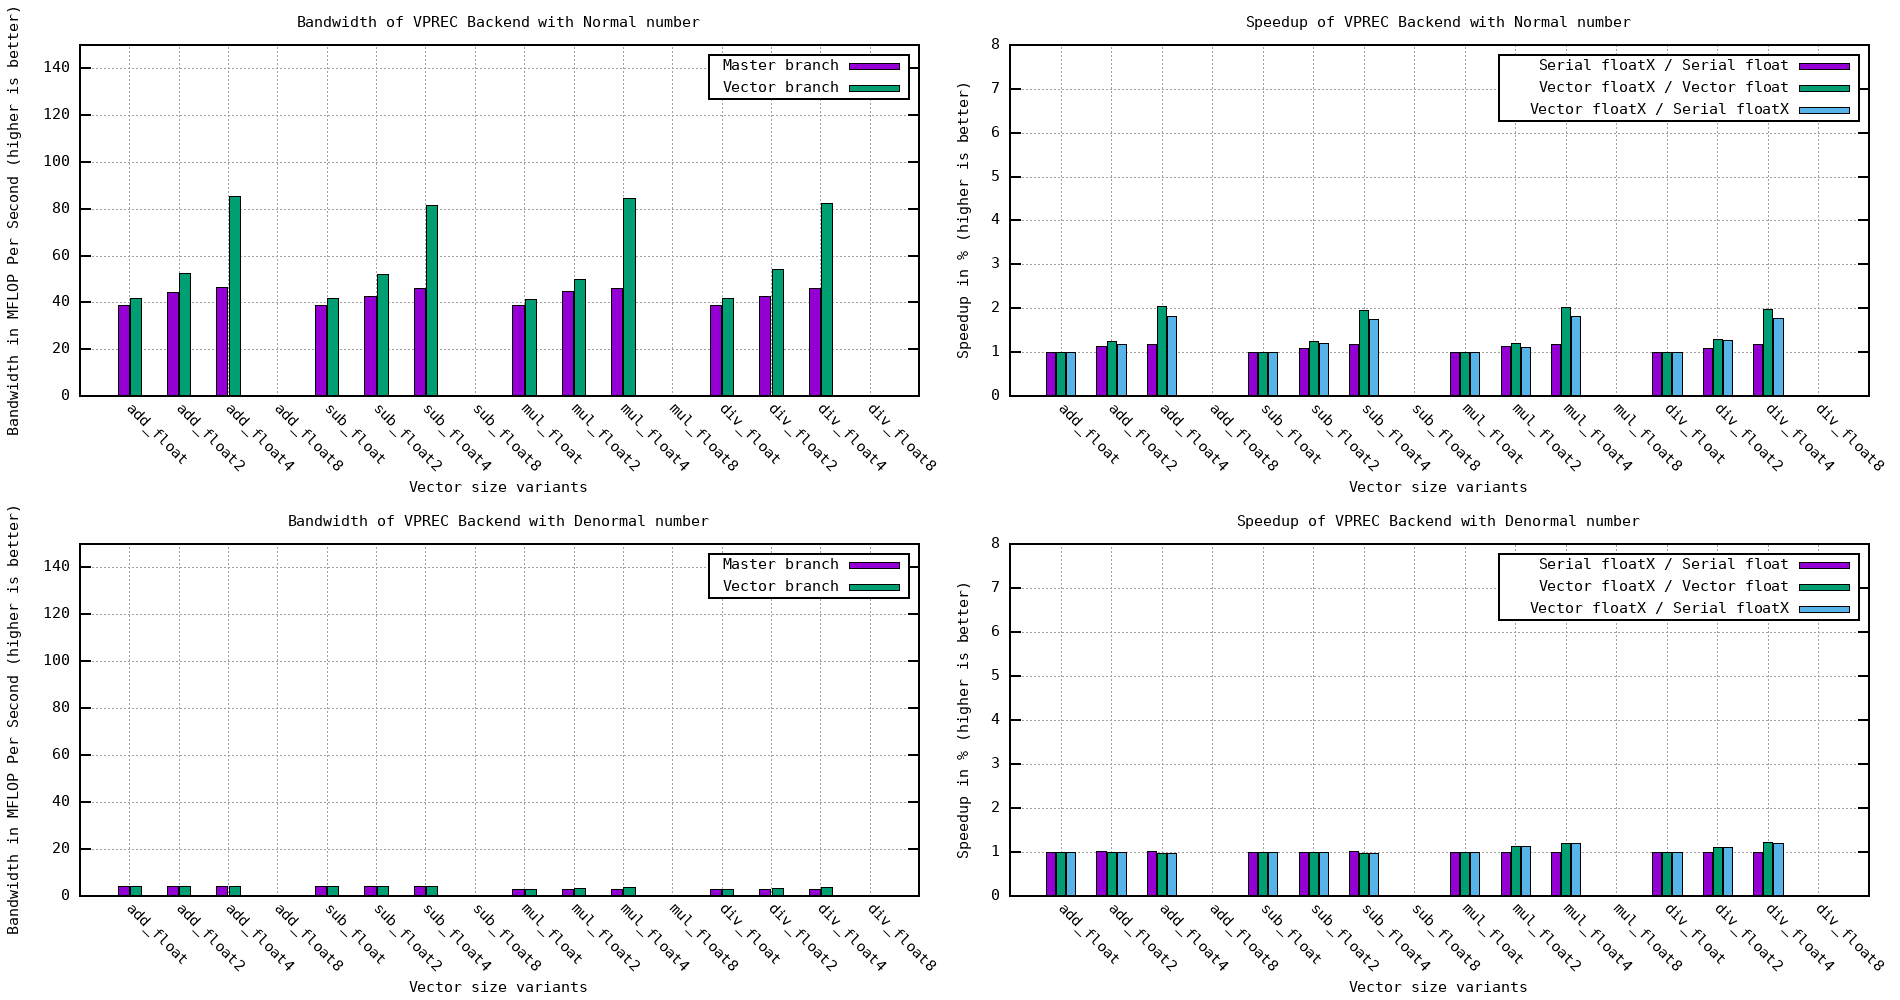 Bandwidth of VPREC Backend with Normal number
Bandwidth in MFLOP Per Second (higher is better)
140
120
100
80
60
40
20
0
Master branch
Vector branch
add_float
add_float2
add_float4
add_float8
sub_float
sub_float2
sub_float4
sub_float8
mul_float
mul_float2
mul_float4
mul_float8
div_float
div_float2
div_float4
div_float8
Vector size variants
Speedup of VPREC Backend with Normal number
Speedup in % (higher is better)
8
7
6
5
4
3
2
1
0
Serial floatX / Serial float
Vector floatX / Vector float
Vector floatX / Serial floatX
add_float
add_float2
add_float4
add_float8
sub_float
sub_float2
sub_float4
sub_float8
mul_float
mul_float2
mul_float4
mul_float8
div_float
div_float2
div_float4
div_float8
Vector size variants
Bandwidth of VPREC Backend with Denormal number
Bandwidth in MFLOP Per Second (higher is better)
140
120
100
80
60
40
20
0
Master branch
Vector branch
add_float
add_float2
add_float4
add_float8
sub_float
sub_float2
sub_float4
sub_float8
mul_float
mul_float2
mul_float4
mul_float8
div_float
div_float2
div_float4
div_float8
Vector size variants
Speedup of VPREC Backend with Denormal number
Speedup in % (higher is better)
8
7
6
5
4
3
2
1
0
Serial floatX / Serial float
Vector floatX / Vector float
Vector floatX / Serial floatX
add_float
add_float2
add_float4
add_float8
sub_float
sub_float2
sub_float4
sub_float8
mul_float
mul_float2
mul_float4
mul_float8
div_float
div_float2
div_float4
div_float8
Vector size variants